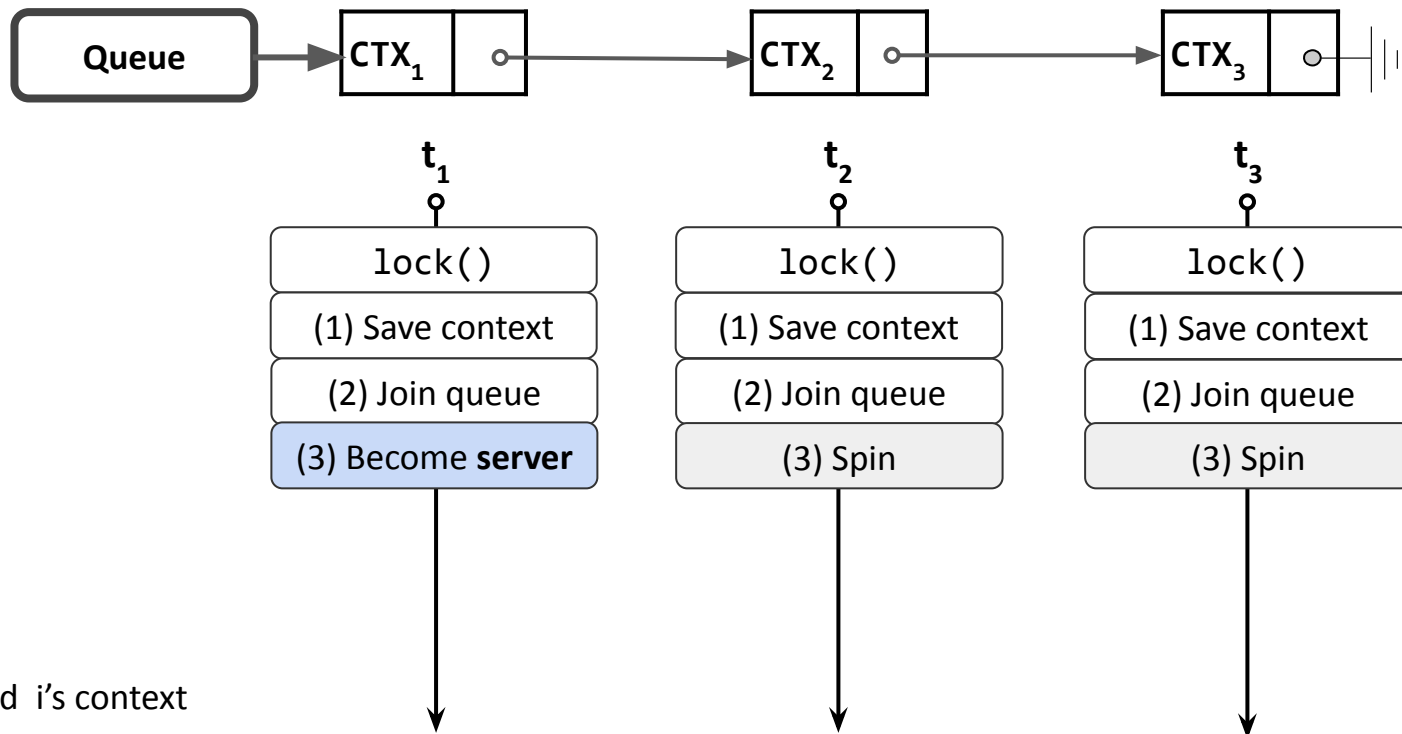 Queue CTX₁ CTX₂ CTX₃
t₁ t₂ t₃
lock() lock() lock()
(1) Save context (1) Save context (1) Save context
(2) Join queue (2) Join queue (2) Join queue
(3) Become server (3) Spin (3) Spin
i's context